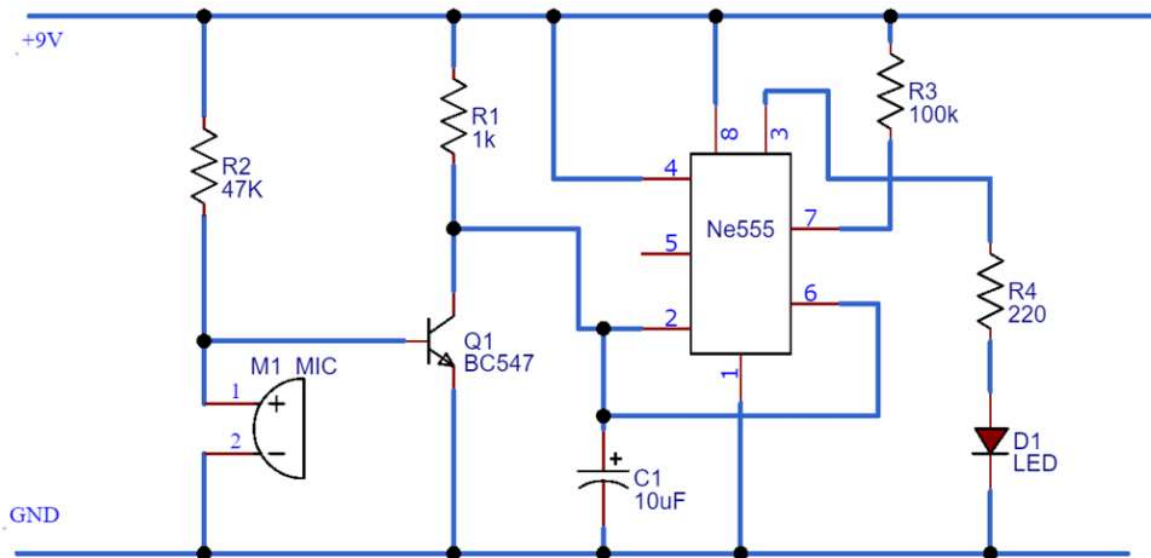 +9V
R1
1k
R3
100k
R2
47K
8
3
4
Ne555
7
5
6
2
1
R4
220
Q1
BC547
M1 MIC
1
+
2
−
+
C1
10uF
D1
LED
GND